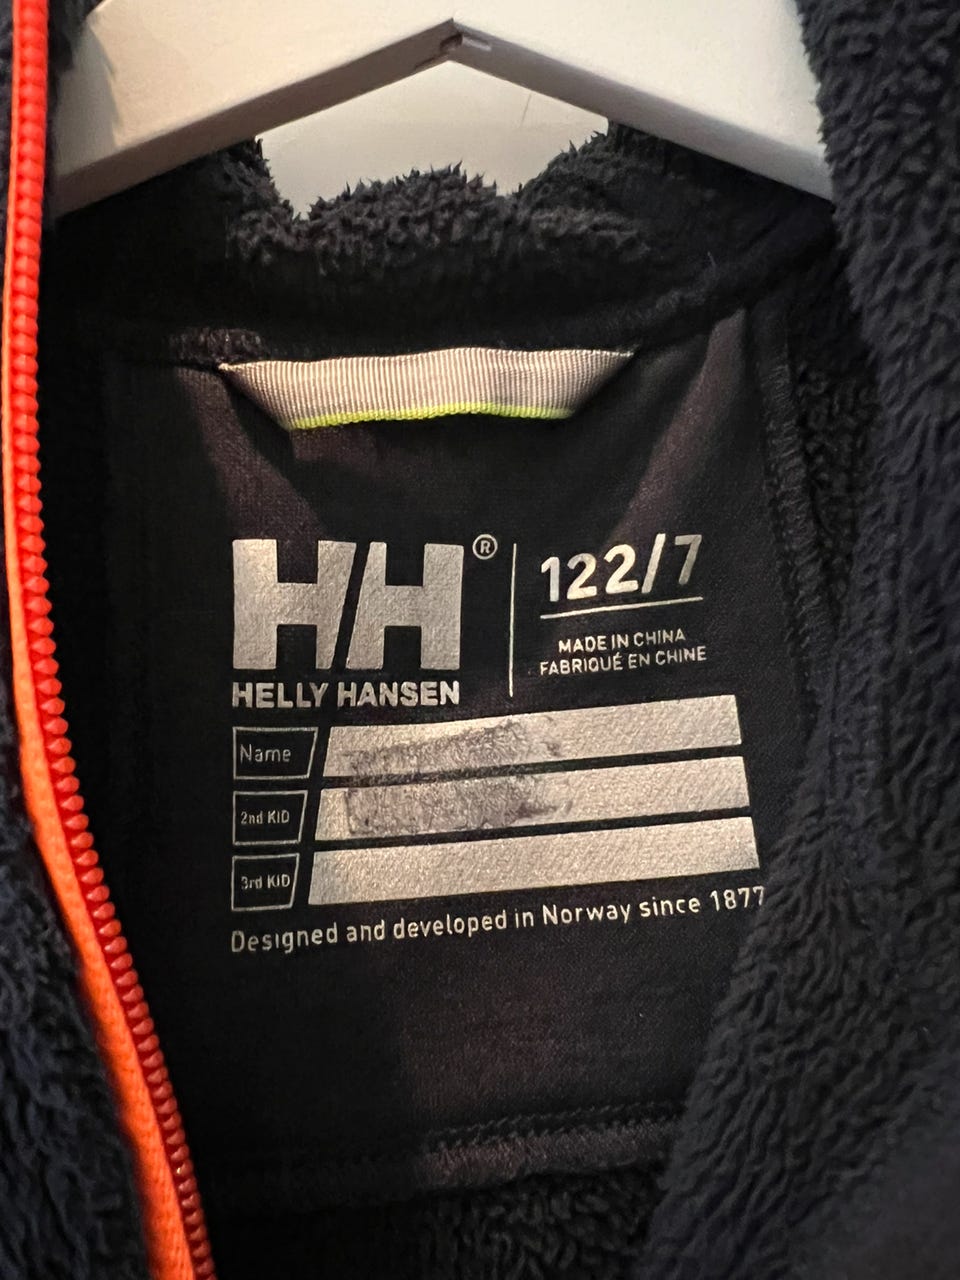 HH®
HELLY HANSEN
122/7
MADE IN CHINA
FABRIQUÉ EN CHINE
Name
2nd KID
3rd KID
Designed and developed in Norway since 1877